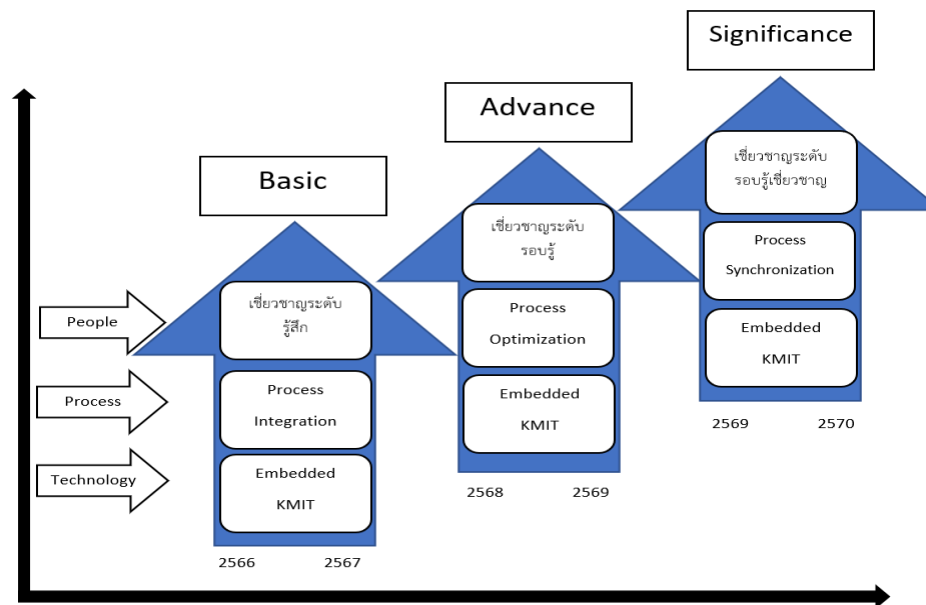 Significance
Advance
Basic
เชี่ยวชาญระดับ
รอบรู้เชี่ยวชาญ
Process
Synchronization
Embedded
KMIT
2569 2570
เชี่ยวชาญระดับ
รอบรู้
Process
Optimization
Embedded
KMIT
2568 2569
เชี่ยวชาญระดับ
รู้สึก
Process
Integration
Embedded
KMIT
2566 2567
People
Process
Technology